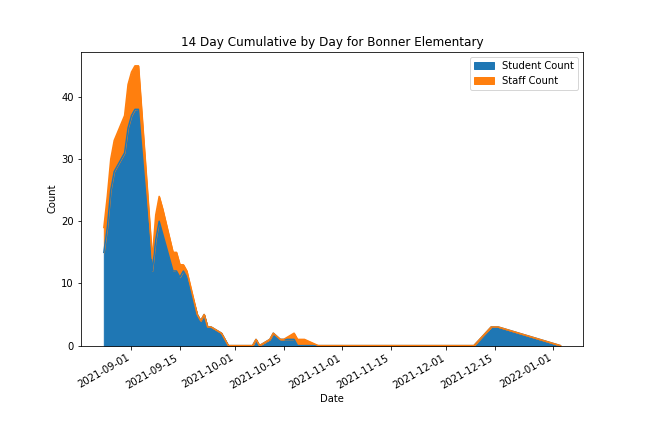 14 Day Cumulative by Day for Bonner Elementary
Student Count
Staff Count
Count
40
30
20
10
0
2021-09-01
2021-09-15
2021-10-01
2021-10-15
2021-11-01
2021-11-15
2021-12-01
2021-12-15
2022-01-01
Date